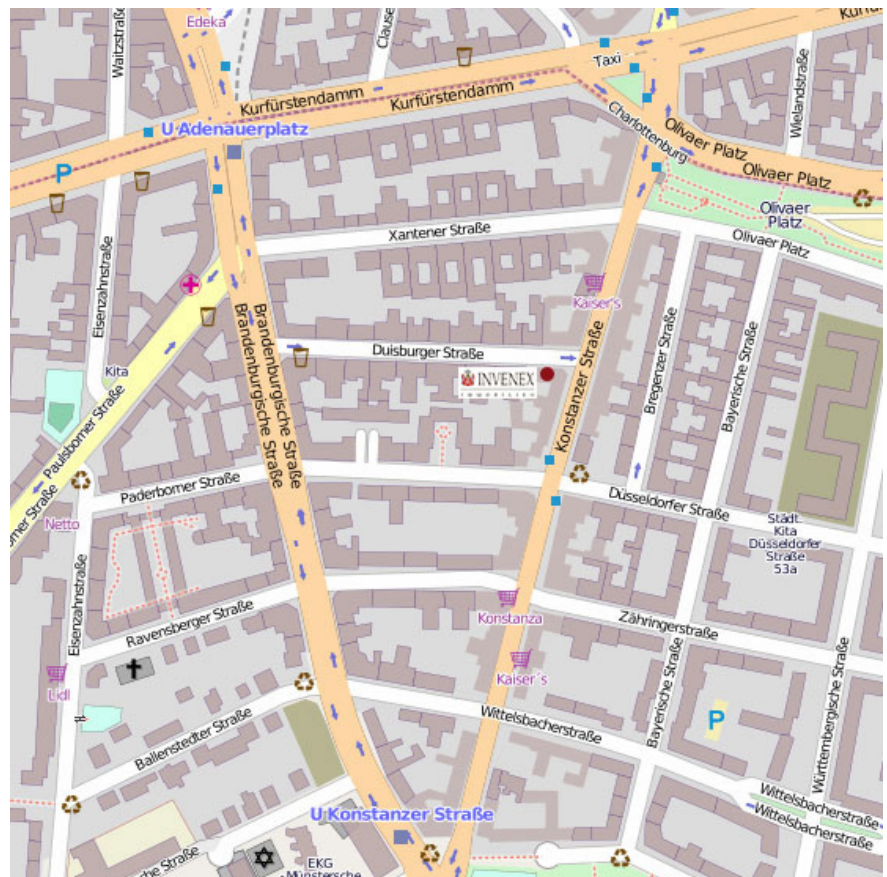 Edeka
Waitzstraße
Taxi
Kurfürstendamm
Kurfürstendamm
Wielandstraße
U Adenauerplatz
Charlottenburg
Olivaer Platz
Olivaer Platz
P
Olivaer
Platz
Xantener Straße
Olivaer Platz
Eisenzahnstraße
Kaiser's
Brandenburgische Straße
Brandenburgische Straße
Duisburger Straße
Konstanzer Straße
Bregenzer Straße
Bayerische Straße
INVENEX
IMMOBILIEN
Kita
Paulsborner Straße
Paderborner Straße
Düsseldorfer Straße
Netto
Städt.
Kita
Düsseldorfer
Straße
53a
Eisenzahnstraße
Ravensberger Straße
Konstanza
Zähringerstraße
Lidl
Kaiser´s
Bayerische Straße
Württembergische Straße
Ballenstedter Straße
Wittelsbacherstraße
P
Wittelsbacherstraße
Wittelsbacherstraße
U Konstanzer Straße
EKG